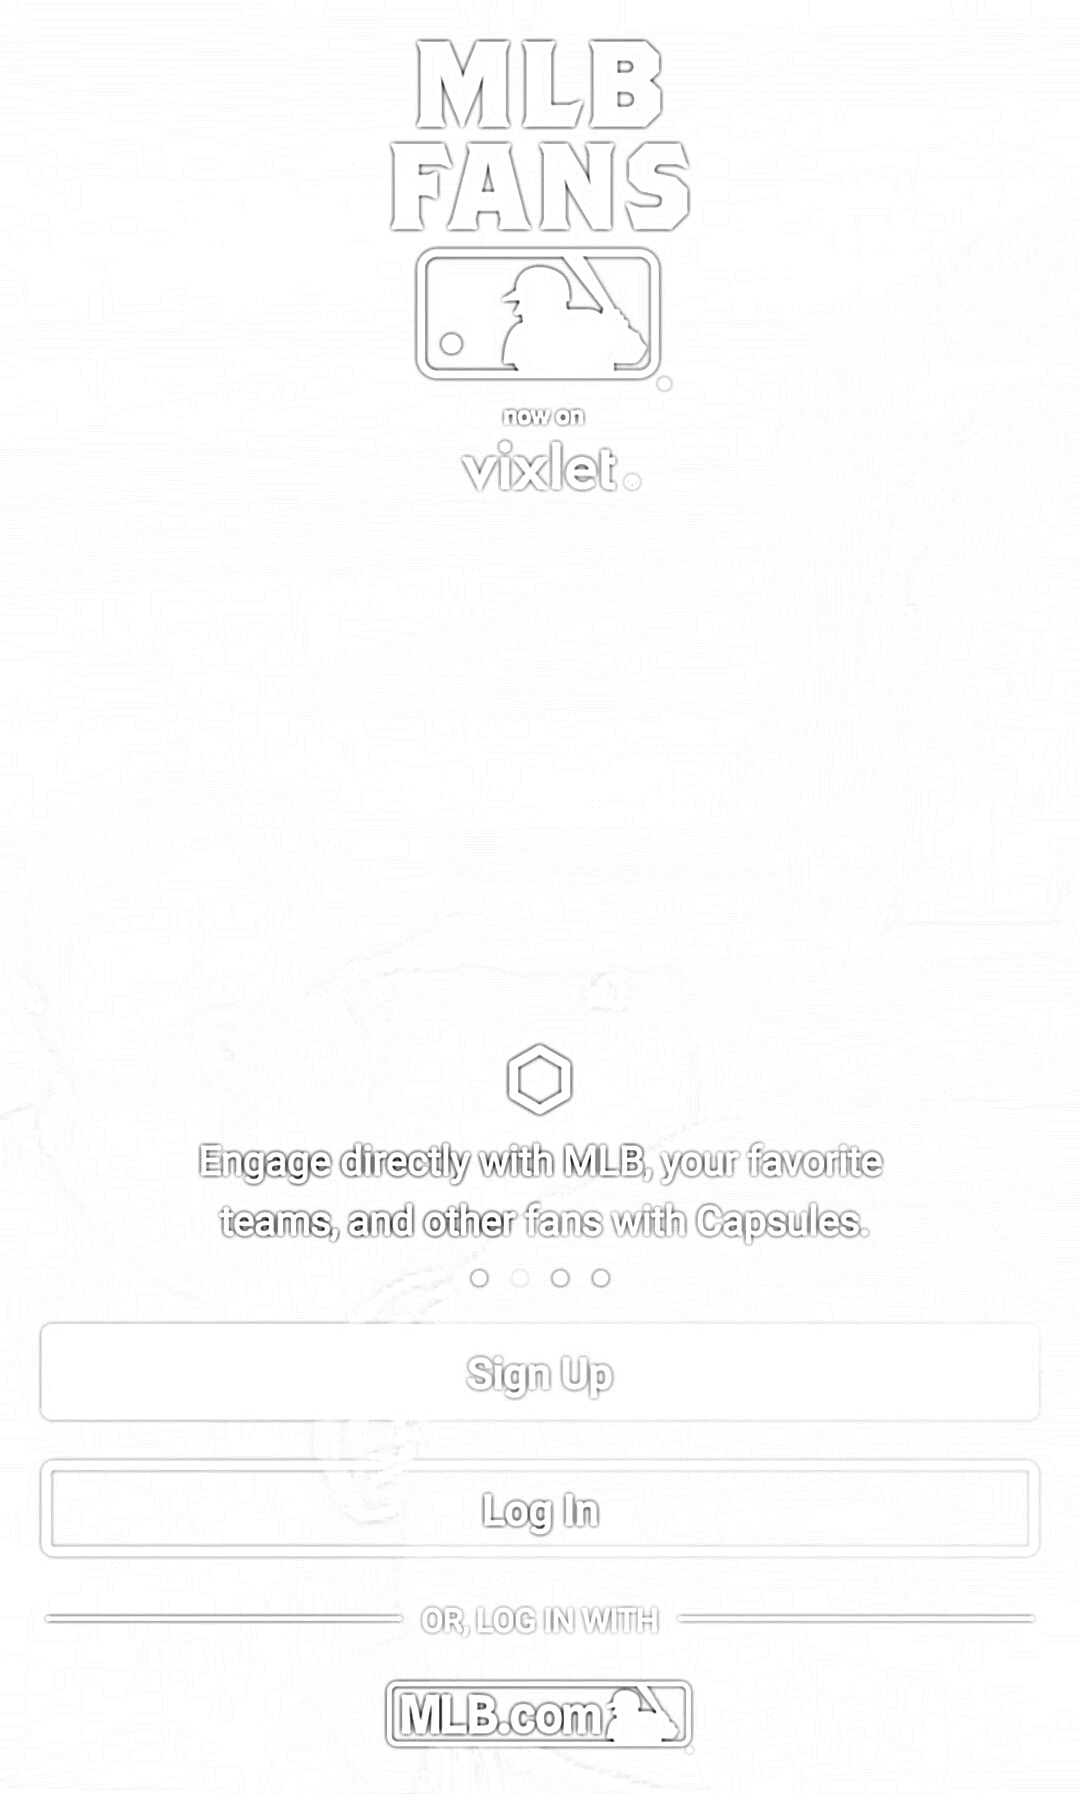 MLB
FANS
now on
vixlet
Engage directly with MLB, your favorite
teams, and other fans with Capsules.
Sign Up
Log In
OR, LOG IN WITH
MLB.com